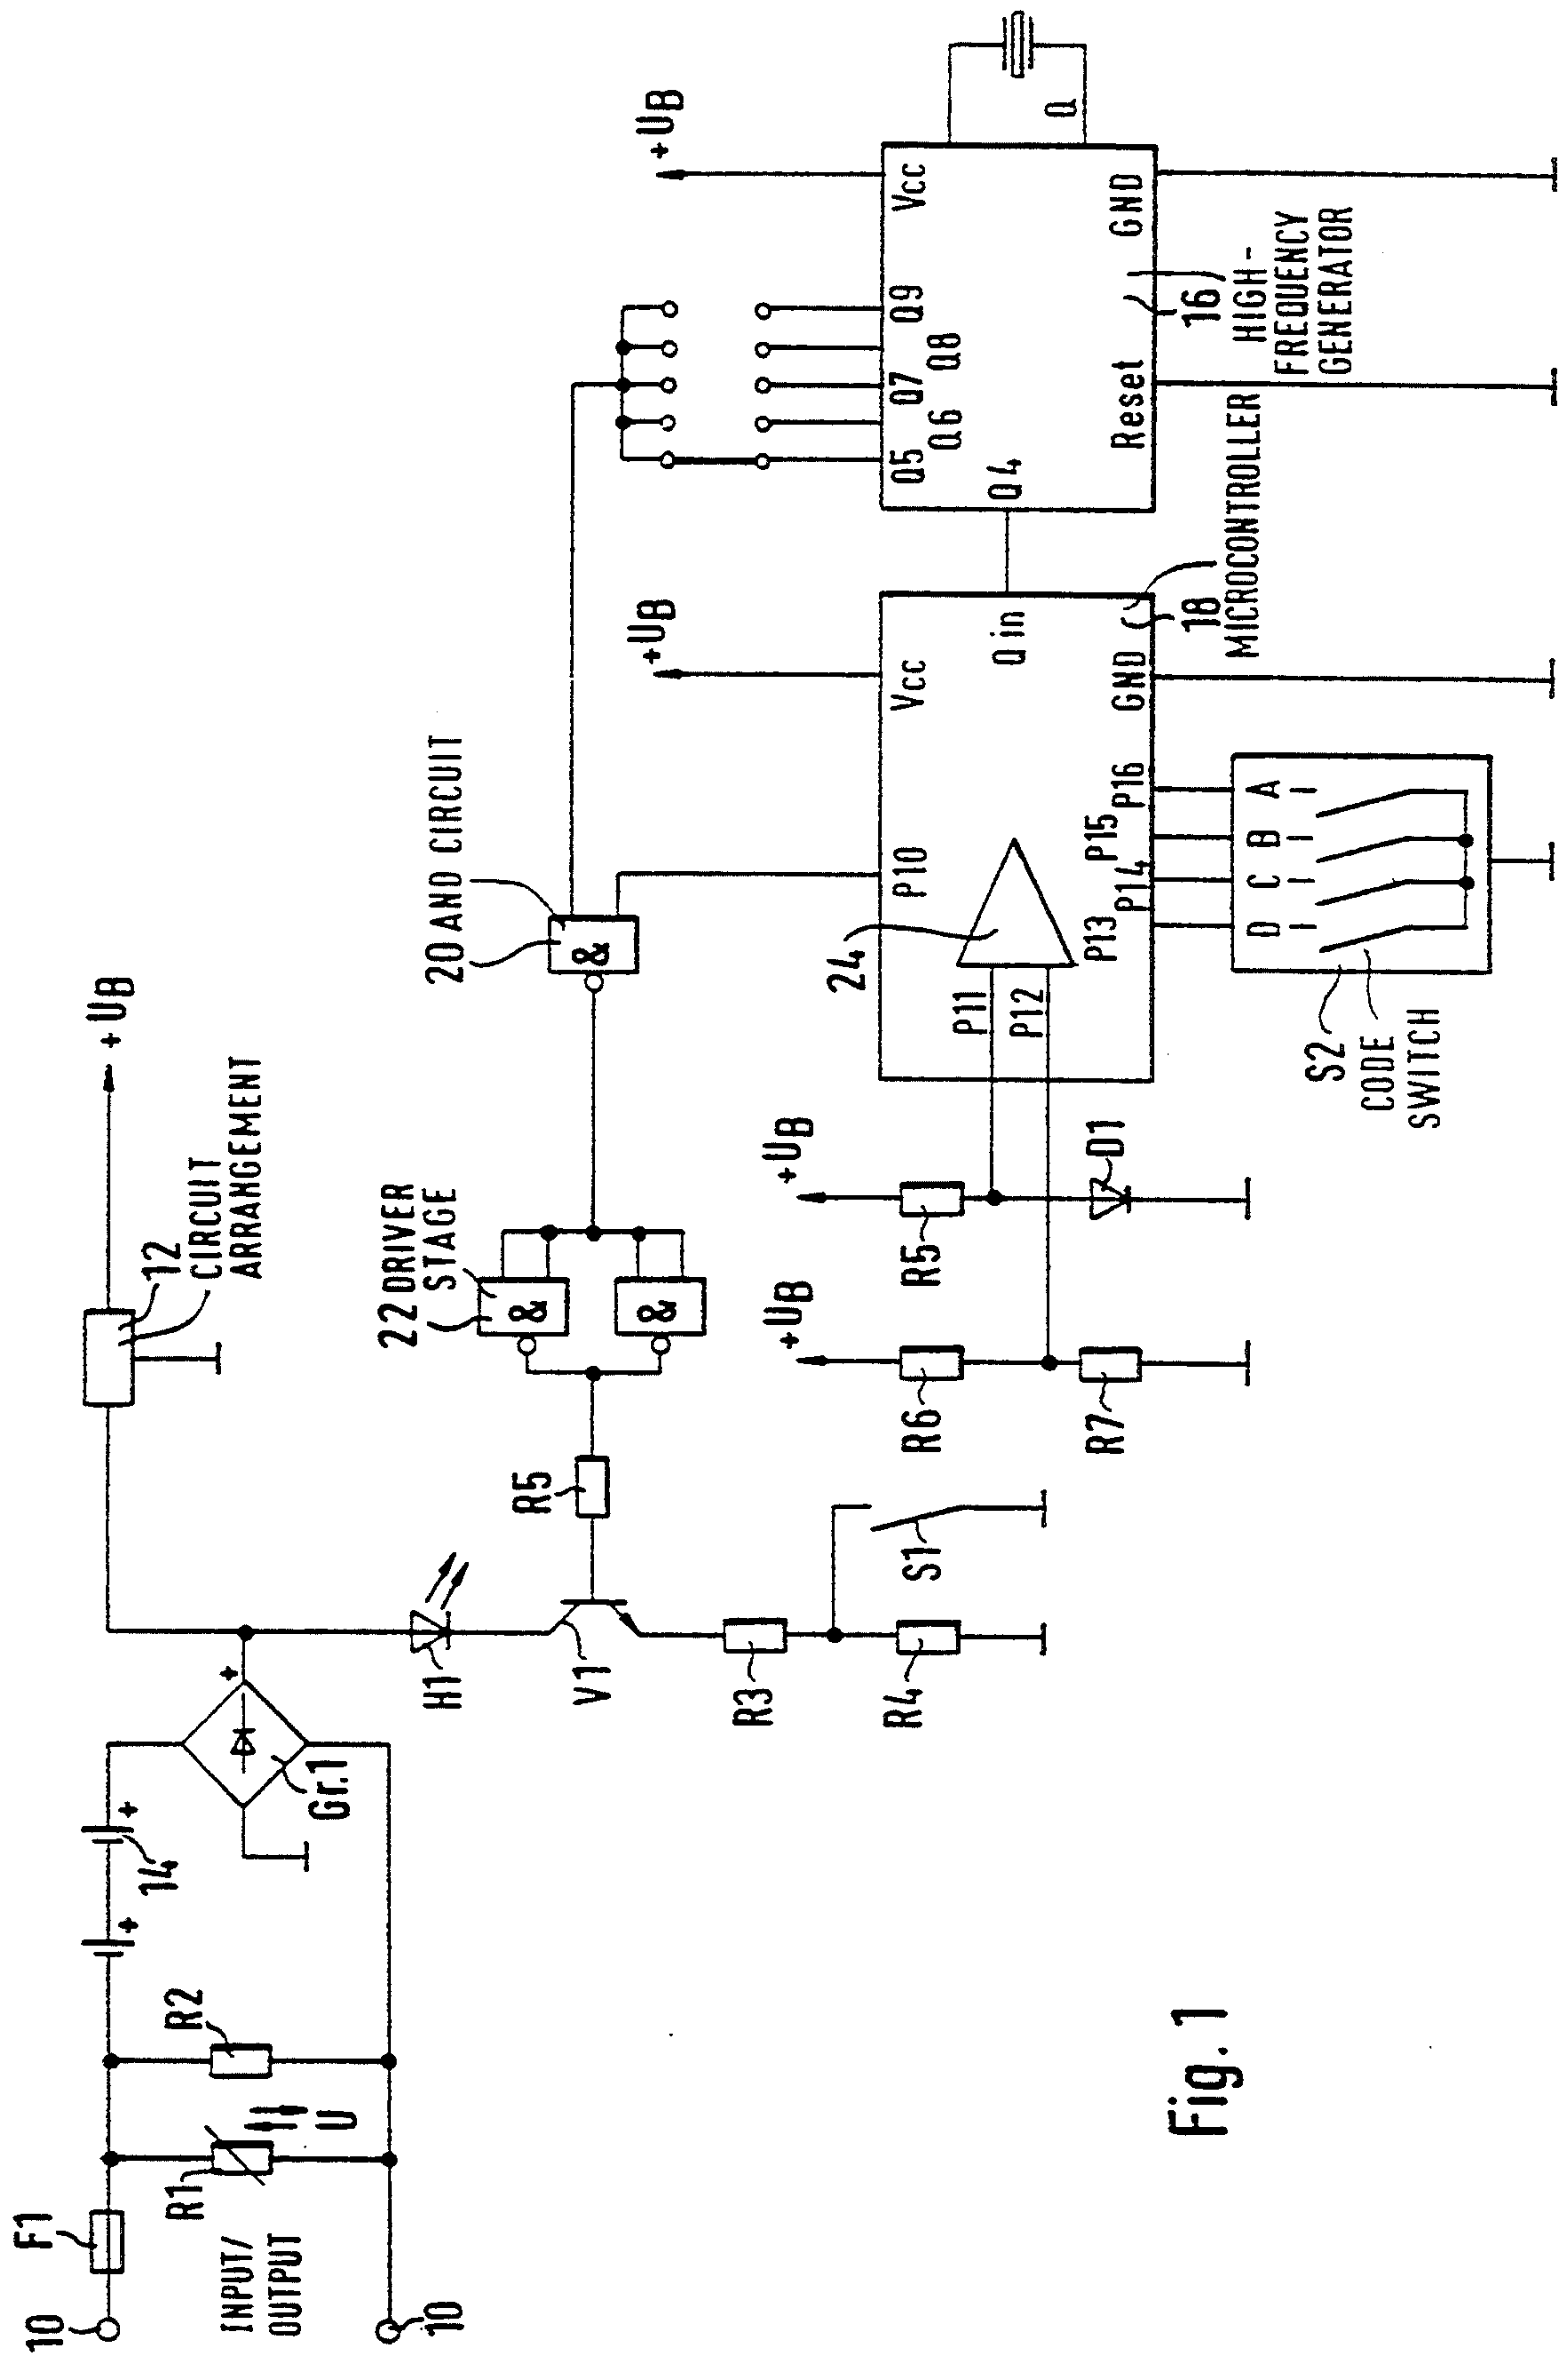 10
F1
R1
U
R2
INPUT/
OUTPUT
10
+
14
+
Gr.1
+
12
CIRCUIT
ARRANGEMENT
+UB
H1
V1
R5
R3
R4
S1
22 DRIVER
STAGE
&
&
20 AND CIRCUIT
&
+UB
R6
R7
+UB
R5
D1
+UB
24
P10
P11
P12
P13
P14
P15
P16
Vcc
Q in
GND
18
MICROCONTROLLER
D
C
B
A
S2
CODE
SWITCH
+UB
Q4
Q5
Q6
Q7
Q8
Q9
Vcc
Reset
GND
Q
16
HIGH-
FREQUENCY
GENERATOR
Fig. 1